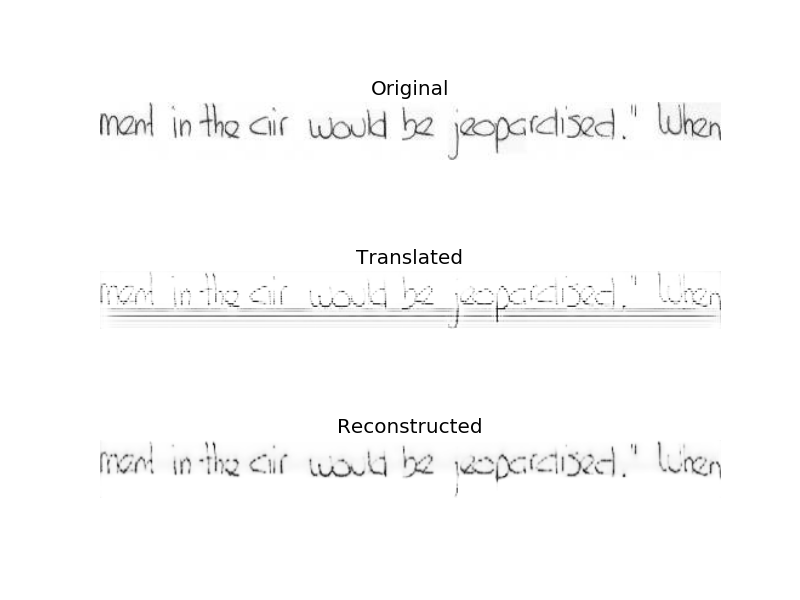 Original
ment in the air would be jeopardised." When
Translated
ment in the air would be jeopardised." When
Reconstructed
ment in the air would be jeopardised." When